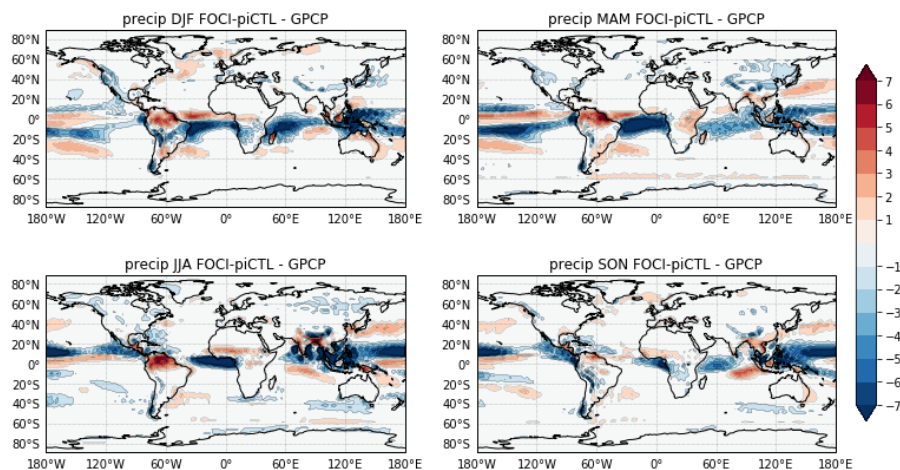 precip DJF FOCI-piCTL - GPCP
80°N
60°N
40°N
20°N
0°
20°S
40°S
60°S
80°S
180°W 120°W 60°W 0° 60°E 120°E 180°E
precip MAM FOCI-piCTL - GPCP
80°N
60°N
40°N
20°N
0°
20°S
40°S
60°S
80°S
180°W 120°W 60°W 0° 60°E 120°E 180°E
precip JJA FOCI-piCTL - GPCP
80°N
60°N
40°N
20°N
0°
20°S
40°S
60°S
80°S
180°W 120°W 60°W 0° 60°E 120°E 180°E
precip SON FOCI-piCTL - GPCP
80°N
60°N
40°N
20°N
0°
20°S
40°S
60°S
80°S
180°W 120°W 60°W 0° 60°E 120°E 180°E
7
6
5
4
3
2
1
−1
−2
−3
−4
−5
−6
−7